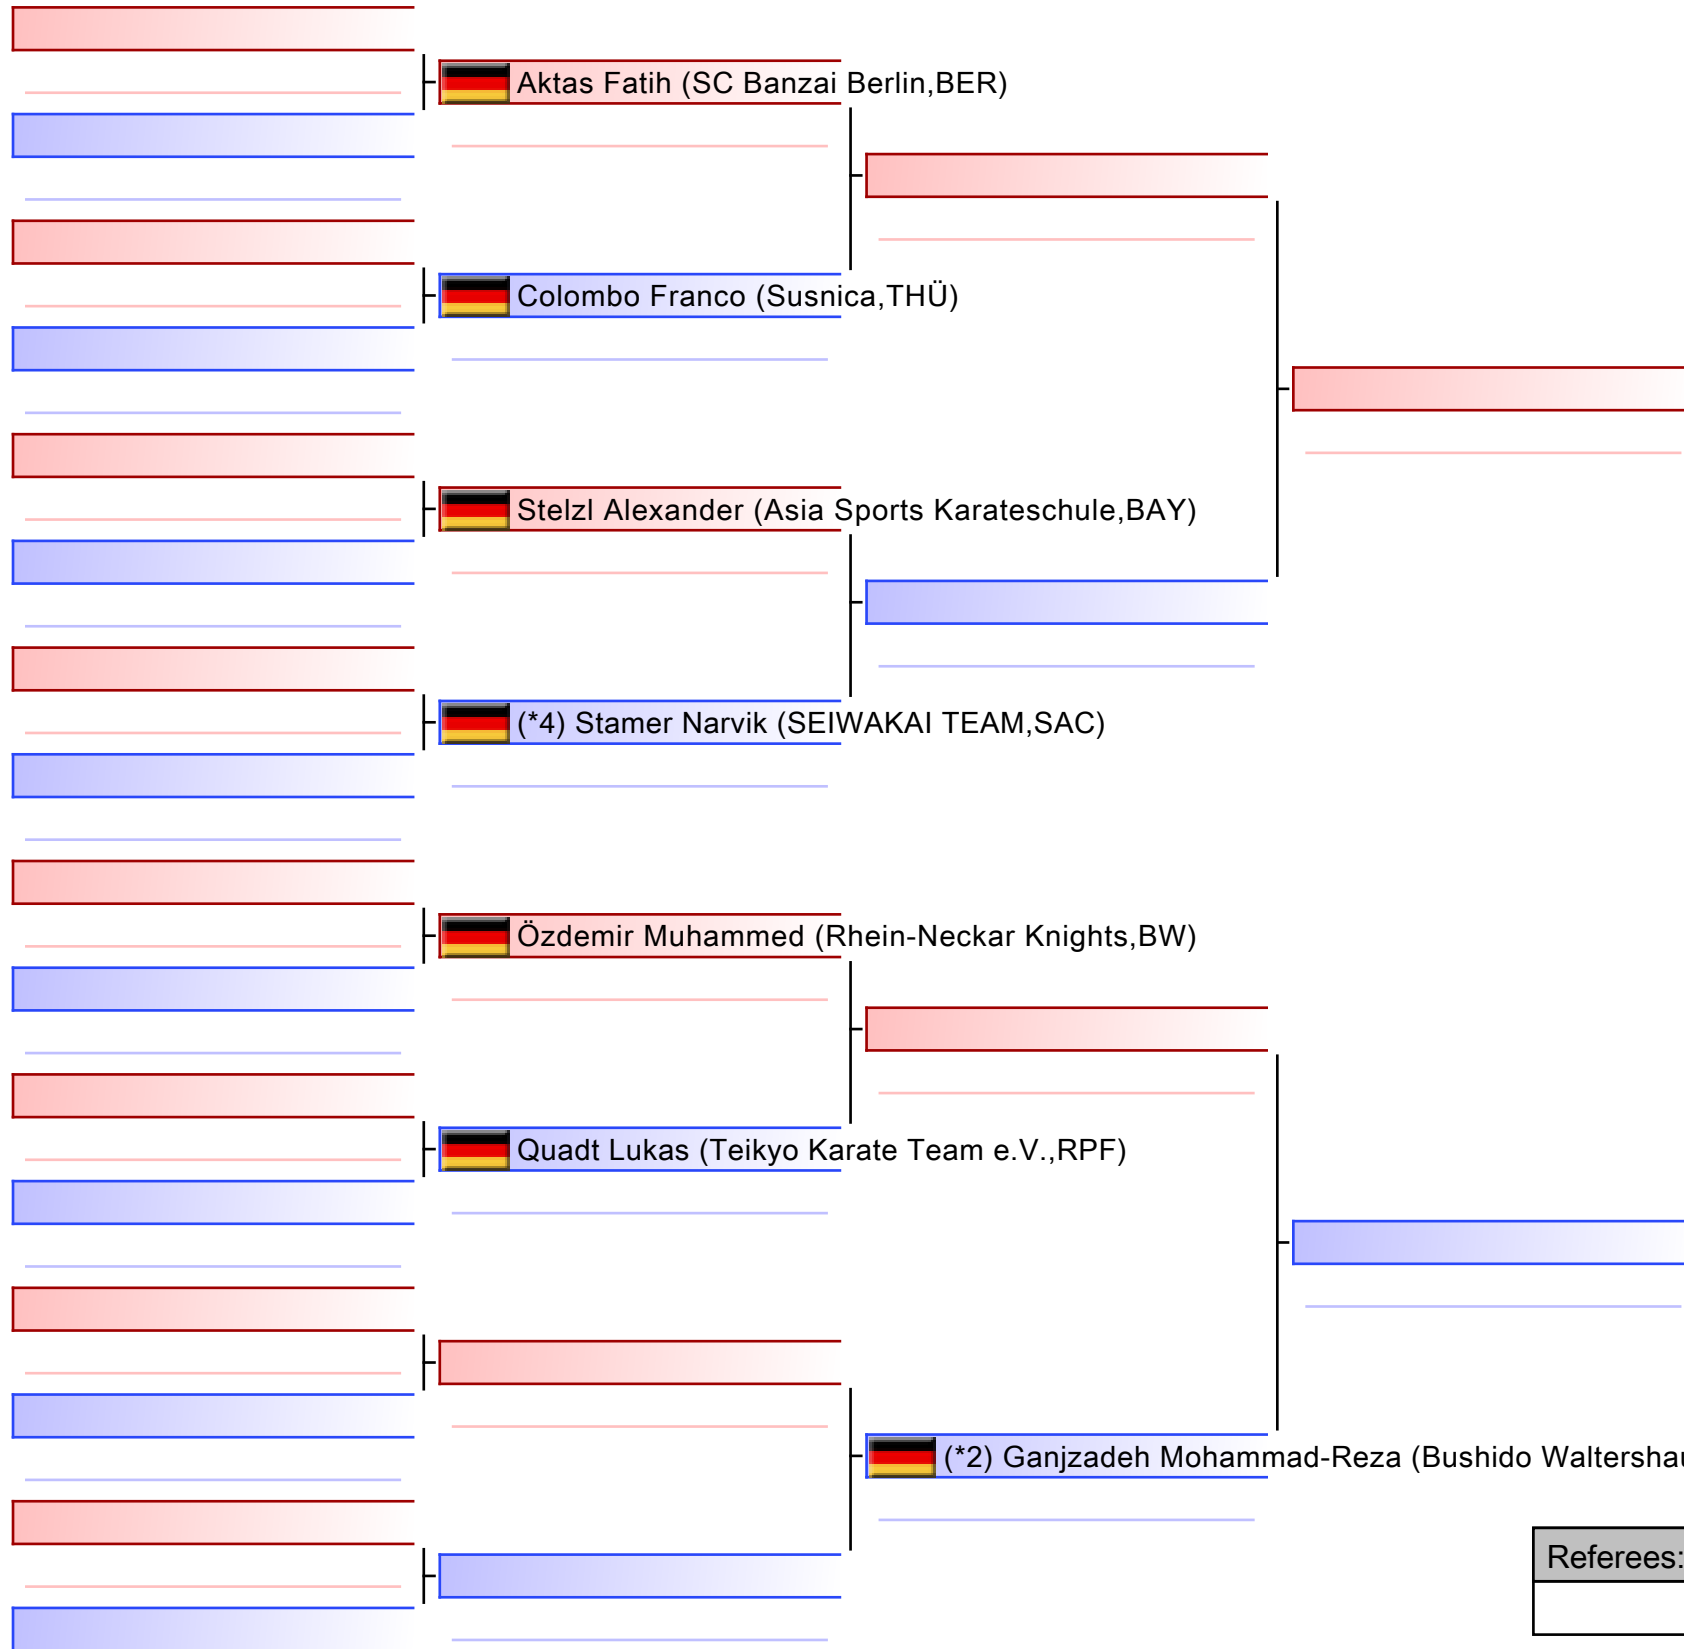 Aktas Fatih (SC Banzai Berlin,BER)
Colombo Franco (Susnica,THÜ)
Stelzl Alexander (Asia Sports Karateschule,BAY)
(*4) Stamer Narvik (SEIWAKAI TEAM,SAC)
Özdemir Muhammed (Rhein-Neckar Knights,BW)
Quadt Lukas (Teikyo Karate Team e.V.,RPF)
(*2) Ganjzadeh Mohammad-Reza (Bushido
Referees: